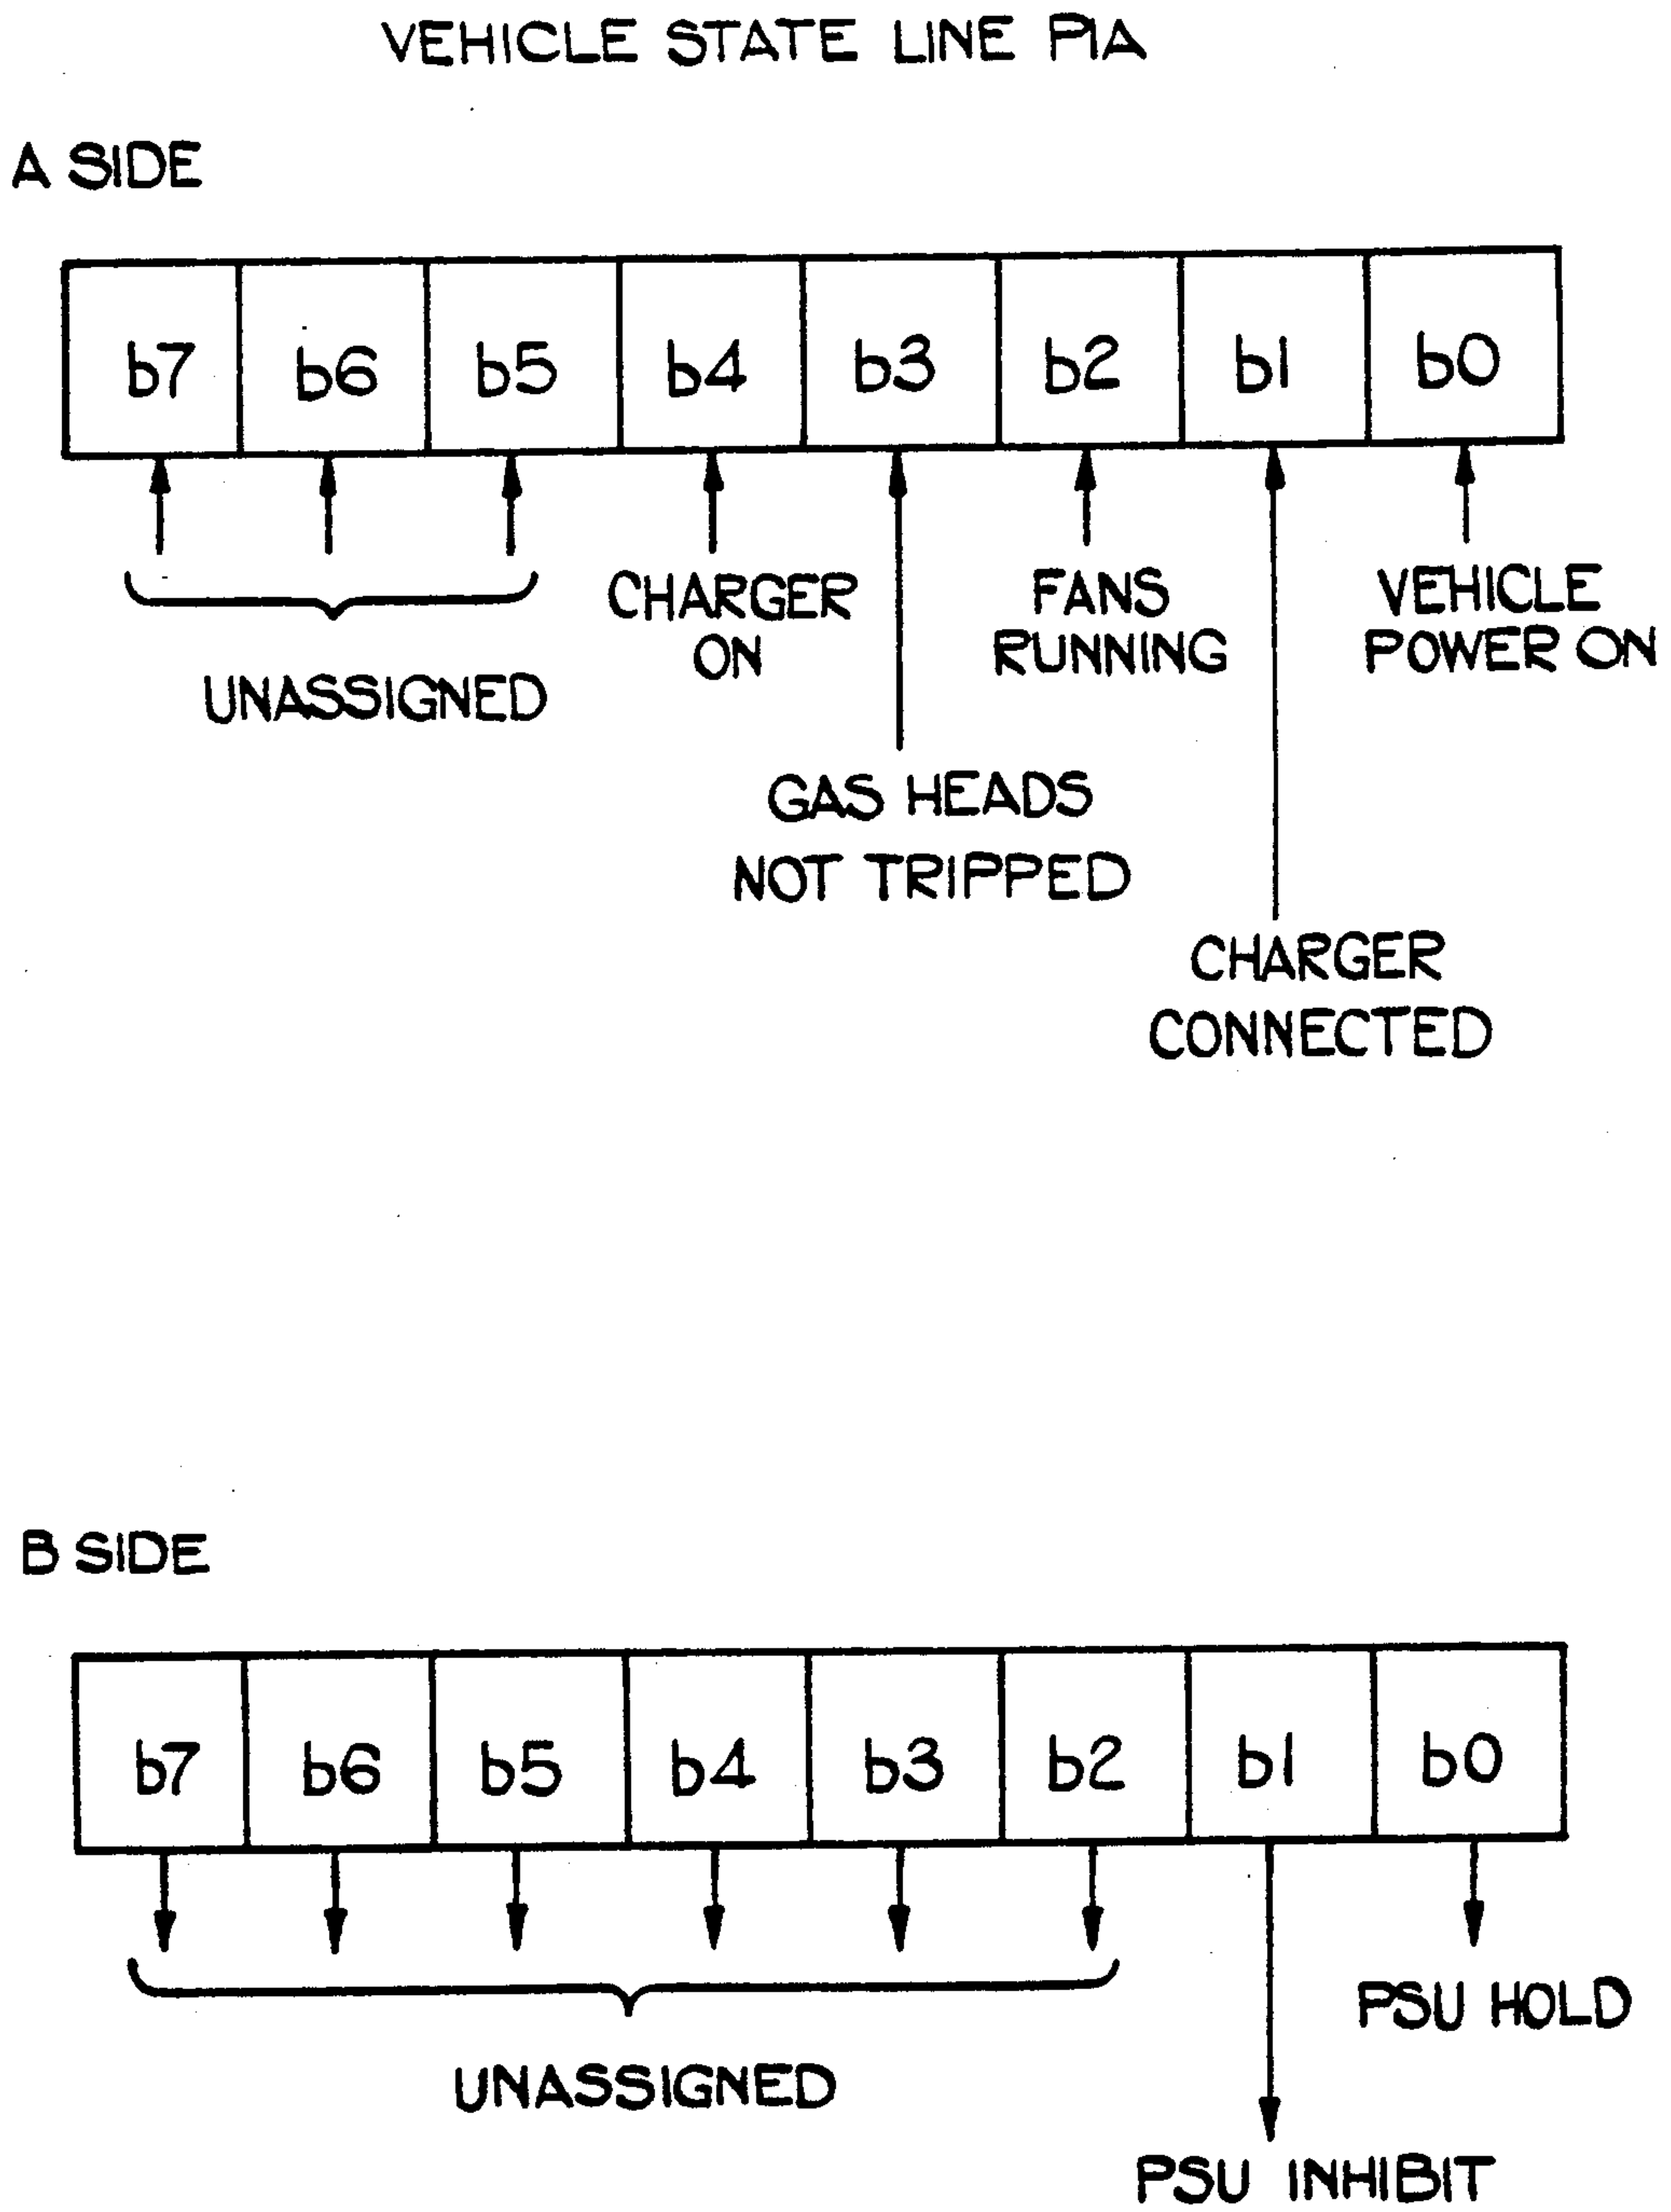 VEHICLE STATE LINE PIA
A SIDE
b7 b6 b5 b4 b3 b2 b1 b0
CHARGER
ON
FANS
RUNNING
VEHICLE
POWER ON
UNASSIGNED
GAS HEADS
NOT TRIPPED
CHARGER
CONNECTED
B SIDE
b7 b6 b5 b4 b3 b2 b1 b0
PSU HOLD
UNASSIGNED
PSU INHIBIT